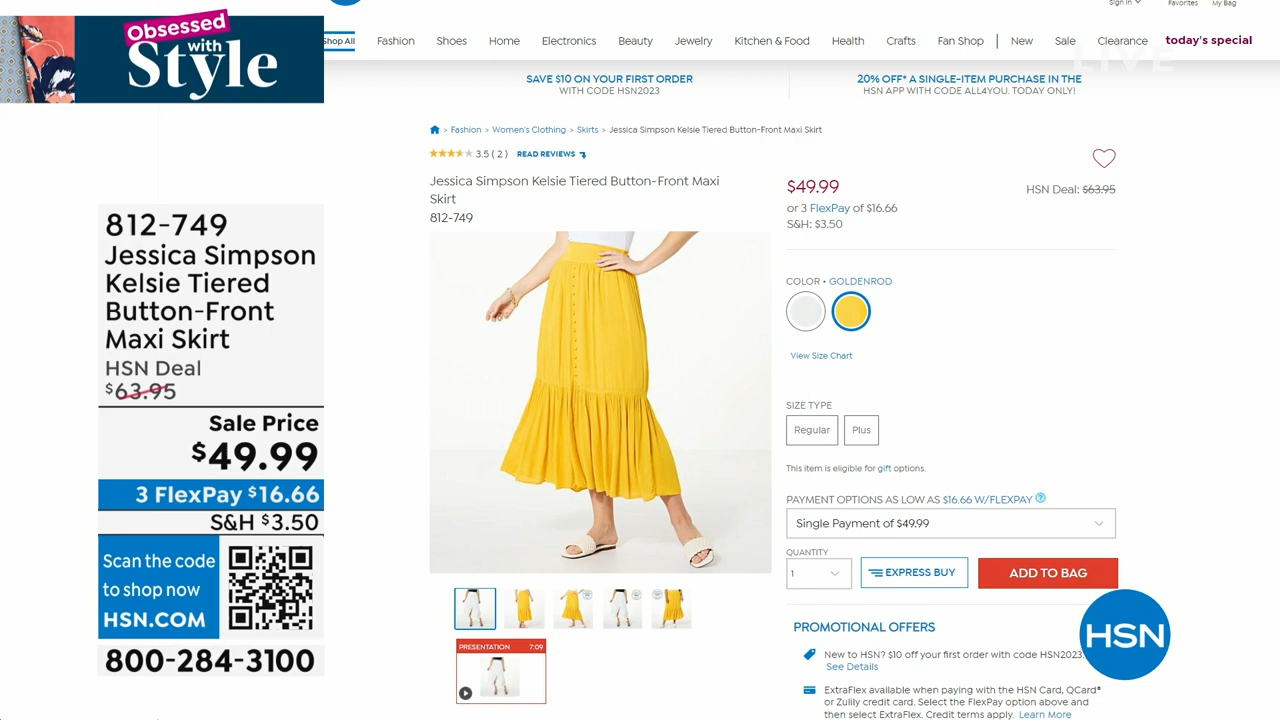 Obsessed
with
Style
Sign In
Favorites
My Bag
Shop All
Fashion
Shoes
Home
Electronics
Beauty
Jewelry
Kitchen & Food
Health
Crafts
Fan Shop
New
Sale
Clearance
today's special
LIVE
SAVE $10 ON YOUR FIRST ORDER
WITH CODE HSN2023
20% OFF* A SINGLE-ITEM PURCHASE IN THE
HSN APP WITH CODE ALL4YOU. TODAY ONLY!
Fashion > Women's Clothing > Skirts > Jessica Simpson Kelsie Tiered Button-Front Maxi Skirt
3.5 ( 2 ) READ REVIEWS
Jessica Simpson Kelsie Tiered Button-Front Maxi
Skirt
812-749
$49.99
HSN Deal: $63.95
or 3 FlexPay of $16.66
S&H: $3.50
COLOR • GOLDENROD
View Size Chart
SIZE TYPE
Regular
Plus
This item is eligible for gift options.
PAYMENT OPTIONS AS LOW AS $16.66 W/FLEXPAY ?
Single Payment of $49.99
QUANTITY
1
EXPRESS BUY
ADD TO BAG
PROMOTIONAL OFFERS
New to HSN? $10 off your first order with code HSN2023.
See Details
ExtraFlex available when paying with the HSN Card, QCard®
or Zulily credit card. Select the FlexPay option above and
then select ExtraFlex. Credit terms apply. Learn More
PRESENTATION 7:09
HSN
812-749
Jessica Simpson
Kelsie Tiered
Button-Front
Maxi Skirt
HSN Deal
$63.95
Sale Price
$49.99
3 FlexPay $16.66
S&H $3.50
Scan the code
to shop now
HSN.COM
800-284-3100